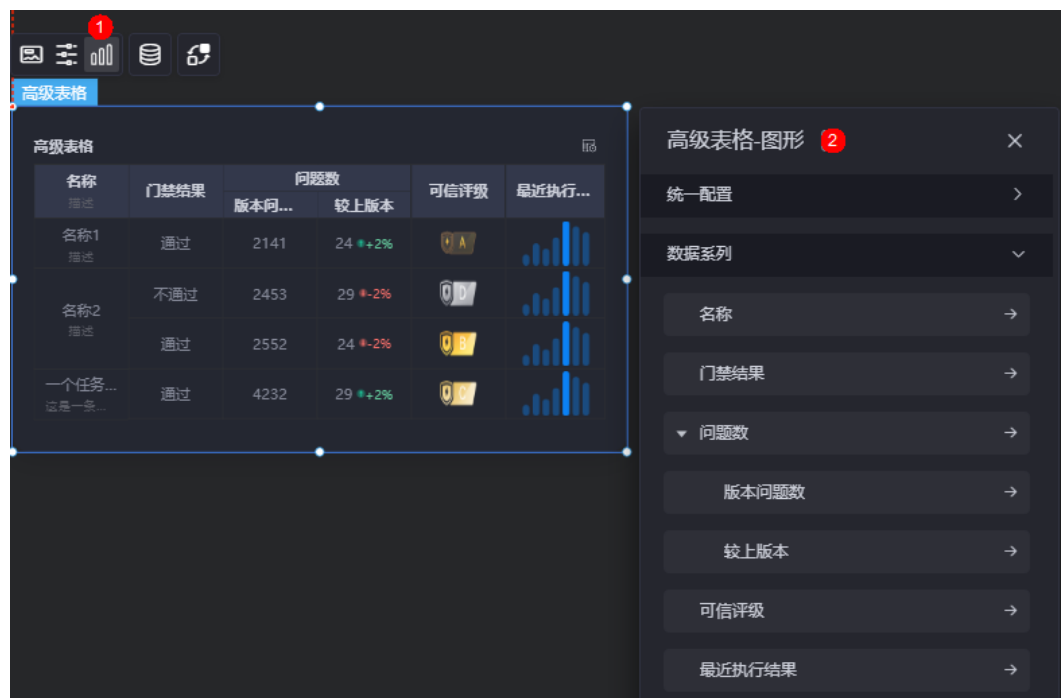 1
高级表格
高级表格
名称
描述
门禁结果
问题数
版本问...
较上版本
可信评级
最近执行...
名称1
描述
通过
2141
24 +2%
A
名称2
描述
不通过
2453
29 -2%
D
通过
2552
24 -2%
B
一个任务...
这是一条...
通过
4232
29 +2%
C
高级表格-图形 2
统一配置
数据系列
名称
门禁结果
问题数
版本问题数
较上版本
可信评级
最近执行结果